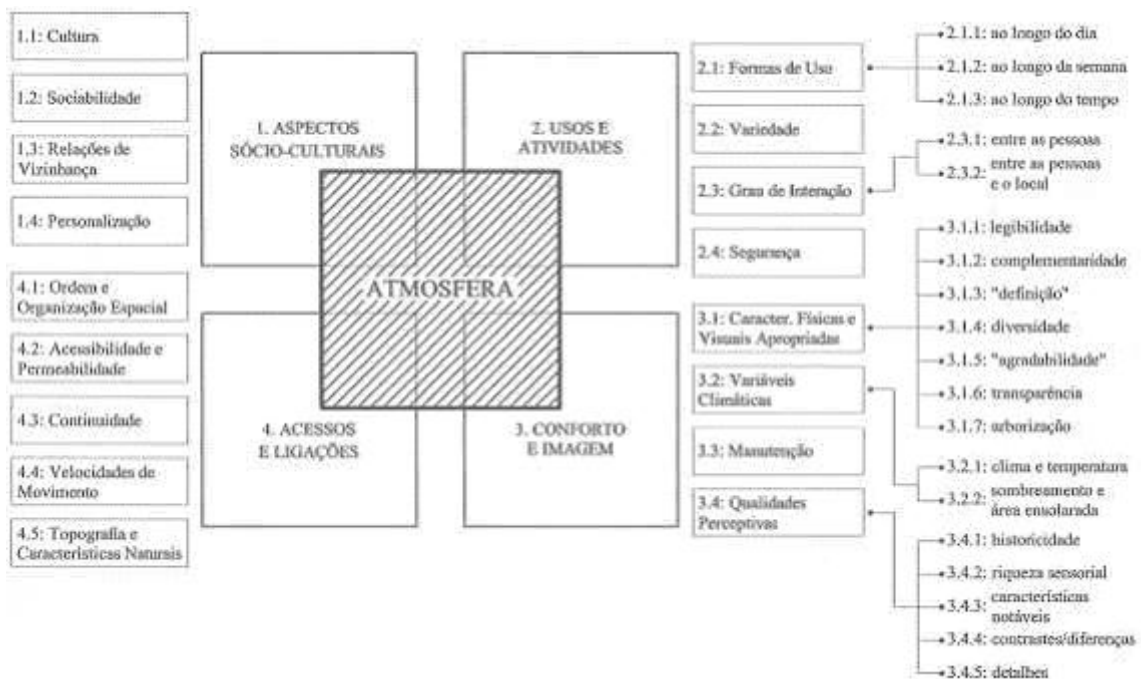 1.1: Cultura
1.2: Sociabilidade
1.3: Relações de
Vizinhança
1.4: Personalização
4.1: Ordem e
Organização Espacial
4.2: Acessibilidade e
Permeabilidade
4.3: Continuidade
4.4: Velocidades de
Movimento
4.5: Topografia e
Características Naturais
1. ASPECTOS
SÓCIO-CULTURAIS
2. USOS E
ATIVIDADES
ATMOSFERA
4. ACESSOS
E LIGAÇÕES
3. CONFORTO
E IMAGEM
2.1: Formas de Uso
2.1.1: ao longo do dia
2.1.2: ao longo da semana
2.1.3: ao longo do tempo
2.2: Variedade
2.3: Grau de Interação
2.3.1: entre as pessoas
2.3.2: entre as pessoas
e o local
2.4: Segurança
3.1: Caracter. Físicas e
Visuais Apropriadas
3.1.1: legibilidade
3.1.2: complementaridade
3.1.3: "definição"
3.1.4: diversidade
3.1.5: "agradabilidade"
3.1.6: transparência
3.1.7: arborização
3.2: Variáveis
Climáticas
3.2.1: clima e temperatura
3.2.2: sombreamento e
área ensolarada
3.3: Manutenção
3.4: Qualidades
Perceptivas
3.4.1: historicidade
3.4.2: riqueza sensorial
3.4.3: características
notáveis
3.4.4: contrastes/diferenças
3.4.5: detalhes